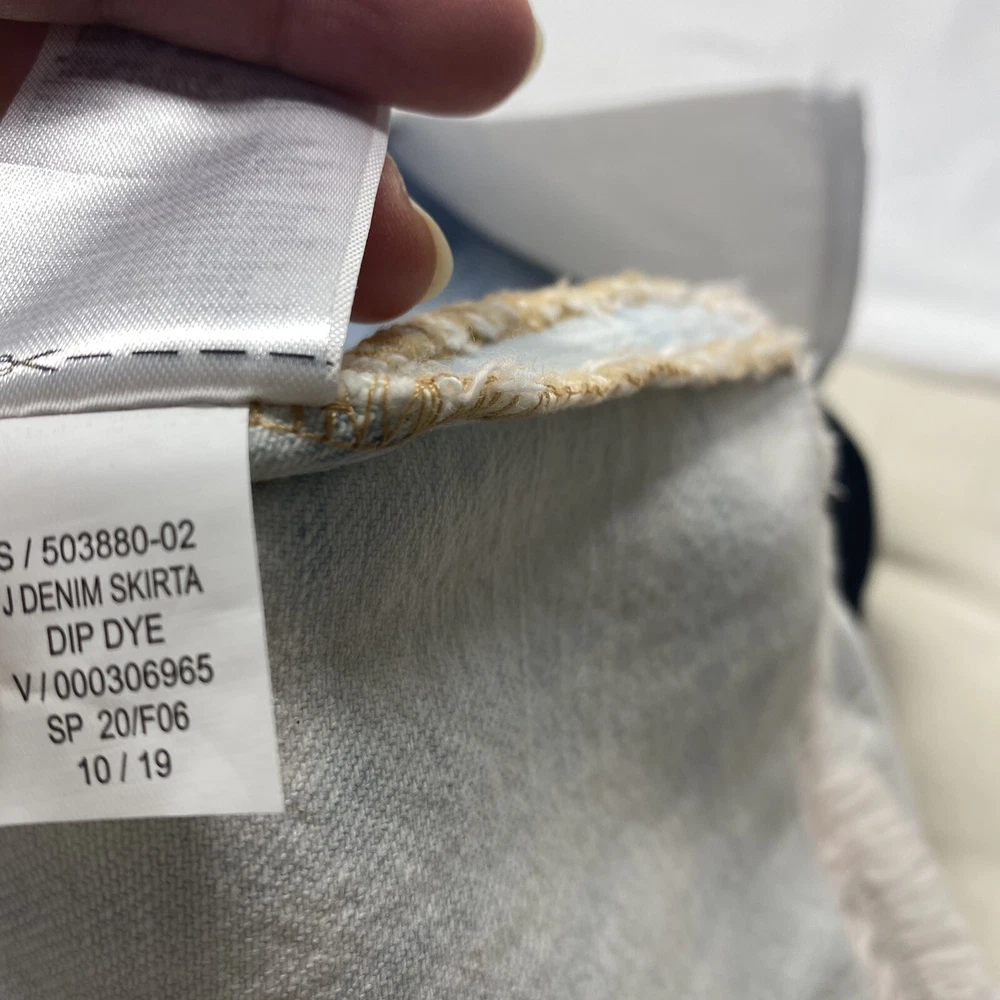 S / 503880-02
J DENIM SKIRTA
DIP DYE
V / 000306965
SP 20/F06
10 / 19